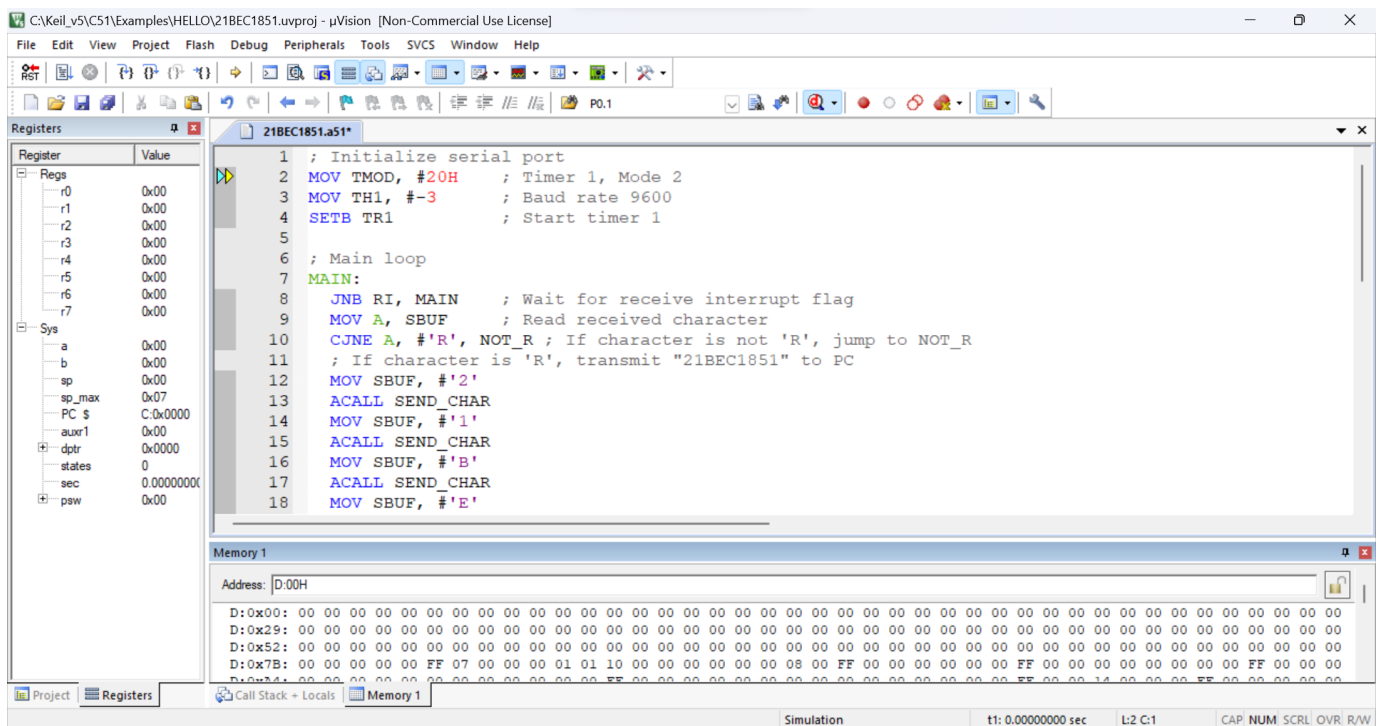 C:\Keil_v5\C51\Examples\HELLO\21BEC1851.uvproj - µVision [Non-Commercial Use License]
File Edit View Project Flash Debug Peripherals Tools SVCS Window Help
RST
P0.1
Registers
21BEC1851.a51*
Register Value
Regs
r0 0x00
r1 0x00
r2 0x00
r3 0x00
r4 0x00
r5 0x00
r6 0x00
r7 0x00
Sys
a 0x00
b 0x00
sp 0x00
sp_max 0x07
PC $ C:0x0000
auxr1 0x00
dptr 0x0000
states 0
sec 0.0000000
psw 0x00
1 ; Initialize serial port
2 MOV TMOD, #20H ; Timer 1, Mode 2
3 MOV TH1, #-3 ; Baud rate 9600
4 SETB TR1 ; Start timer 1
5
6 ; Main loop
7 MAIN:
8 JNB RI, MAIN ; Wait for receive interrupt flag
9 MOV A, SBUF ; Read received character
10 CJNE A, #'R', NOT_R ; If character is not 'R', jump to NOT_R
11 ; If character is 'R', transmit "21BEC1851" to PC
12 MOV SBUF, #'2'
13 ACALL SEND_CHAR
14 MOV SBUF, #'1'
15 ACALL SEND_CHAR
16 MOV SBUF, #'B'
17 ACALL SEND_CHAR
18 MOV SBUF, #'E'
Memory 1
Address: D:00H
D:0x00: 00 00 00 00 00 00 00 00 00 00 00 00 00 00 00 00 00 00 00 00 00 00 00 00 00 00 00 00 00 00 00 00 00 00 00 00 00 00 00 00 00
D:0x29: 00 00 00 00 00 00 00 00 00 00 00 00 00 00 00 00 00 00 00 00 00 00 00 00 00 00 00 00 00 00 00 00 00 00 00 00 00 00 00 00 00
D:0x52: 00 00 00 00 00 00 00 00 00 00 00 00 00 00 00 00 00 00 00 00 00 00 00 00 00 00 00 00 00 00 00 00 00 00 00 00 00 00 00 00 00
D:0x7B: 00 00 00 00 00 FF 07 00 00 00 01 01 10 00 00 00 00 00 00 08 00 FF 00 00 00 00 00 00 FF 00 00 00 00 00 00 00 00 FF 00 00 00
Project Registers Call Stack + Locals Memory 1
Simulation t1: 0.00000000 sec L:2 C:1 CAP NUM SCRL OVR R/W